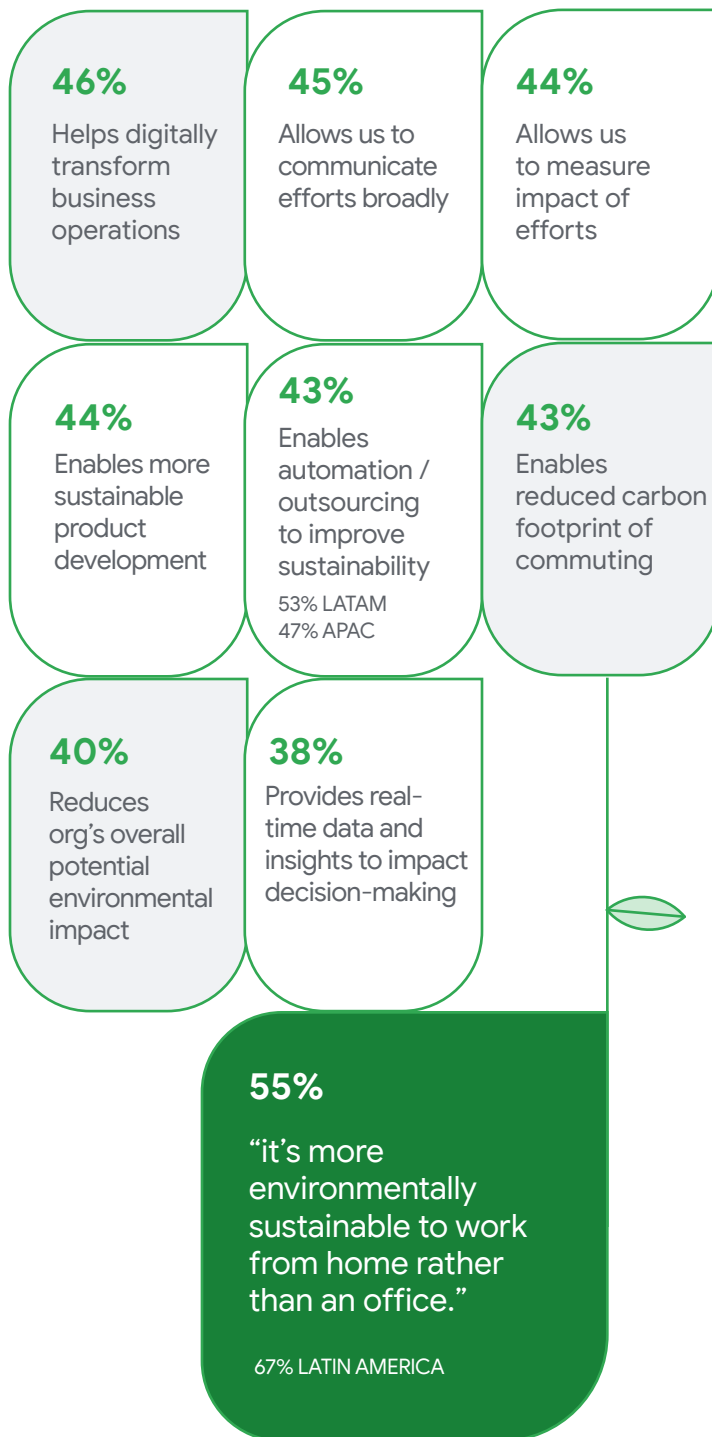 46%
Helps digitally
transform
business
operations
45%
Allows us to
communicate
efforts broadly
44%
Allows us
to measure
impact of
efforts
44%
Enables more
sustainable
product
development
43%
Enables
automation /
outsourcing
to improve
sustainability
53% LATAM
47% APAC
43%
Enables
reduced carbon
footprint of
commuting
40%
Reduces
org’s overall
potential
environmental
impact
38%
Provides real-
time data and
insights to impact
decision-making
55%
“it’s more
environmentally
sustainable to work
from home rather
than an office.”
67% LATIN AMERICA